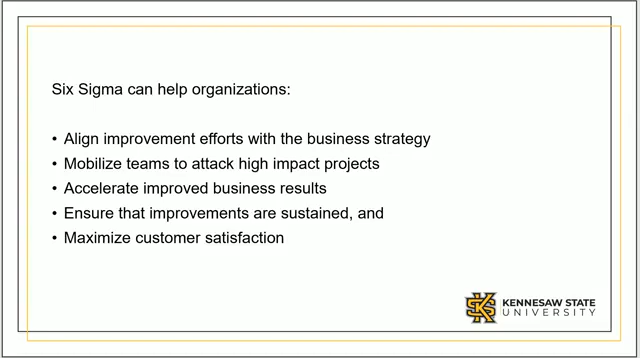 Six Sigma can help organizations:
• Align improvement efforts with the business strategy
• Mobilize teams to attack high impact projects
• Accelerate improved business results
• Ensure that improvements are sustained, and
• Maximize customer satisfaction
KENNESAW STATE
UNIVERSITY